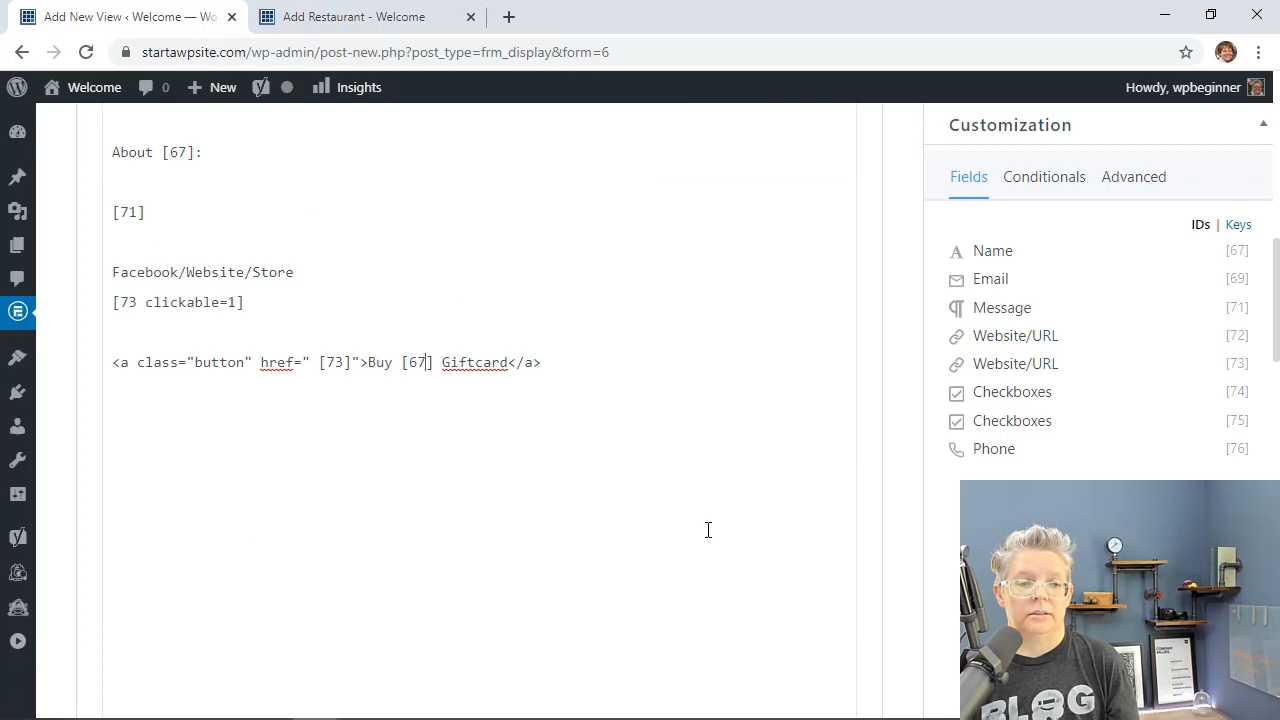 Add New View ‹ Welcome — Wo
Add Restaurant - Welcome
startawpsite.com/wp-admin/post-new.php?post_type=frm_display&form=6
Welcome
0
New
Insights
Howdy, wpbeginner
About [67]:
[71]
Facebook/Website/Store
[73 clickable=1]
<a class="button" href=" [73]">Buy [67] Giftcard</a>
Customization
Fields Conditionals Advanced
IDs | Keys
Name [67]
Email [69]
Message [71]
Website/URL [72]
Website/URL [73]
Checkboxes [74]
Checkboxes [75]
Phone [76]
BLOG